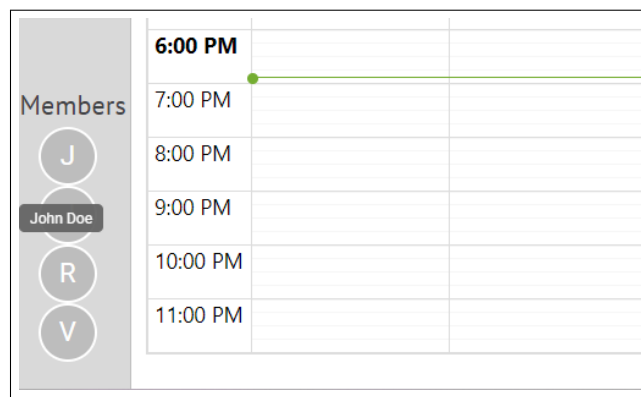 Members
J
John Doe
R
V
6:00 PM
7:00 PM
8:00 PM
9:00 PM
10:00 PM
11:00 PM